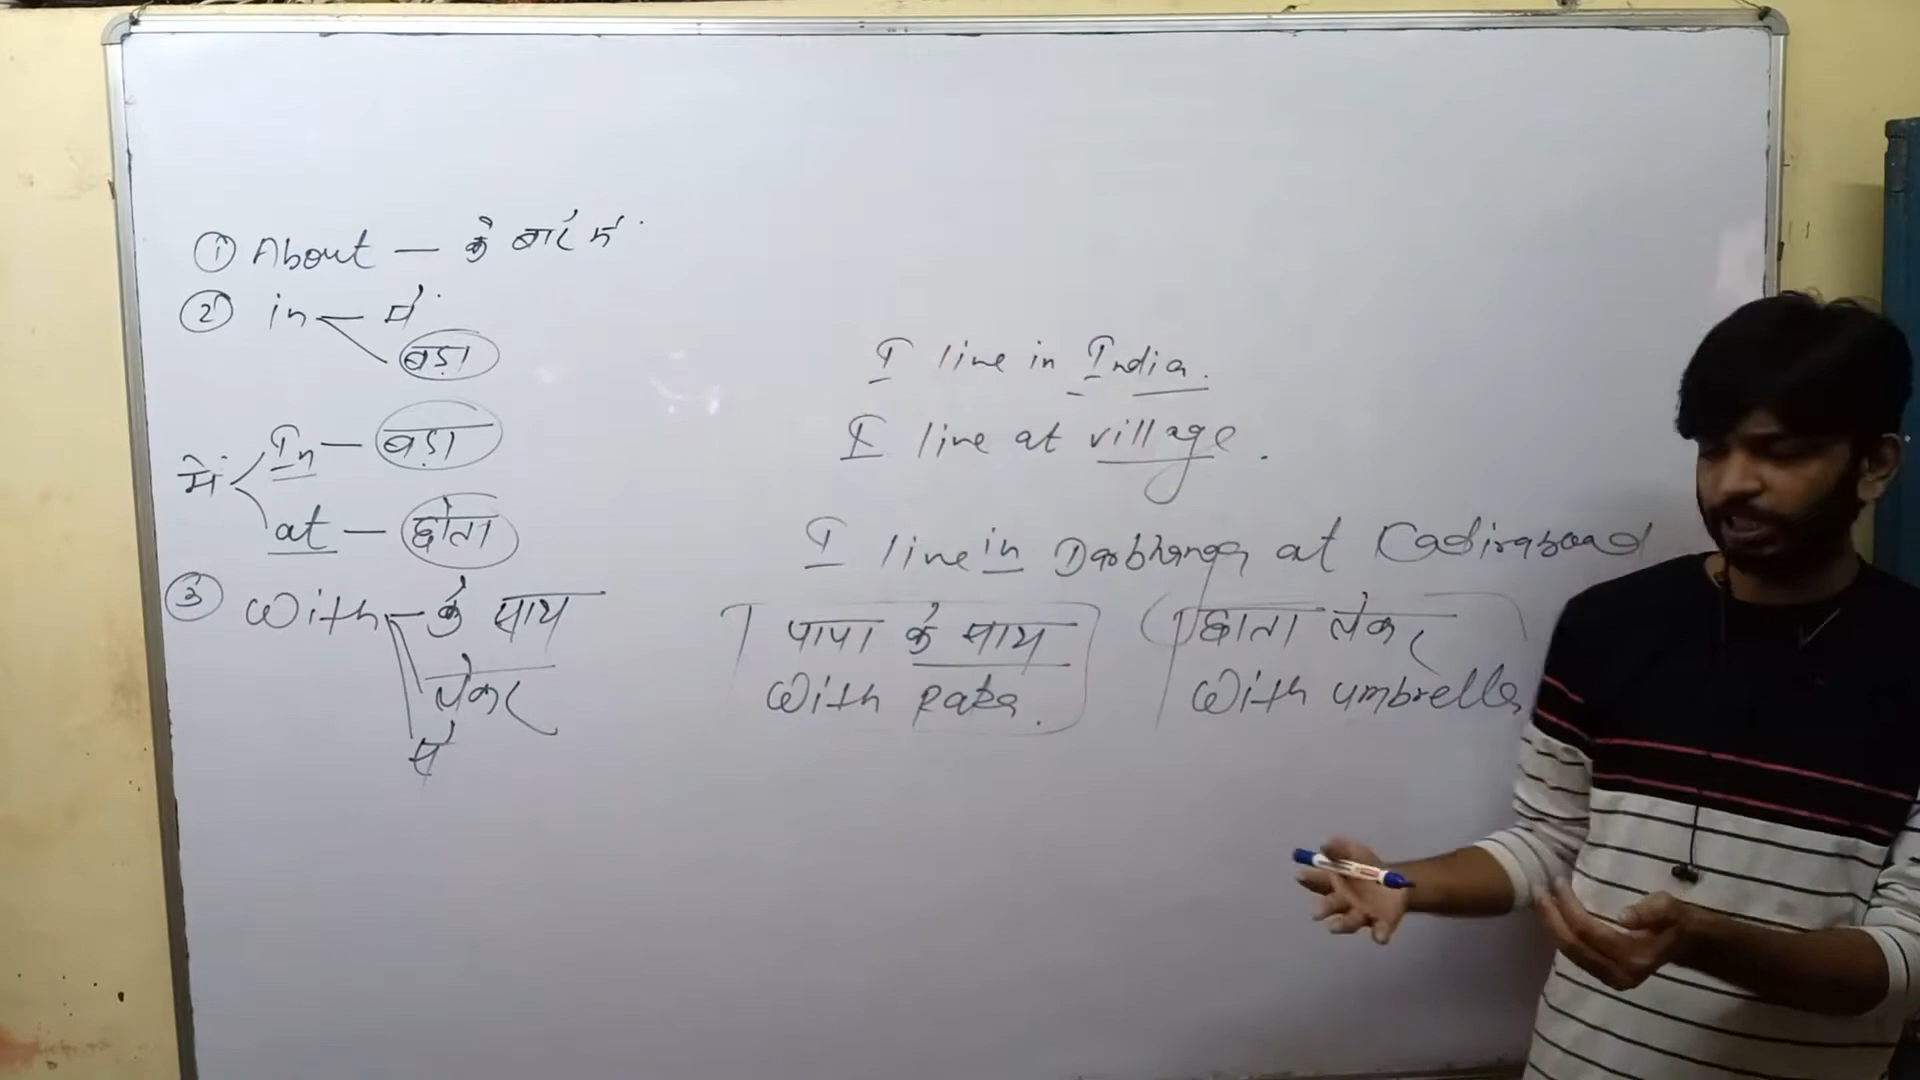 ① About — के बारे में
② in — में
बड़ा
में In — बड़ा
at — छोटा
③ With — के साथ
लेकर
से
I live in India.
I live at village.
I live in Darbhanga at Kadirabad
पापा के साथ
With papa.
छाता लेकर
With umbrella